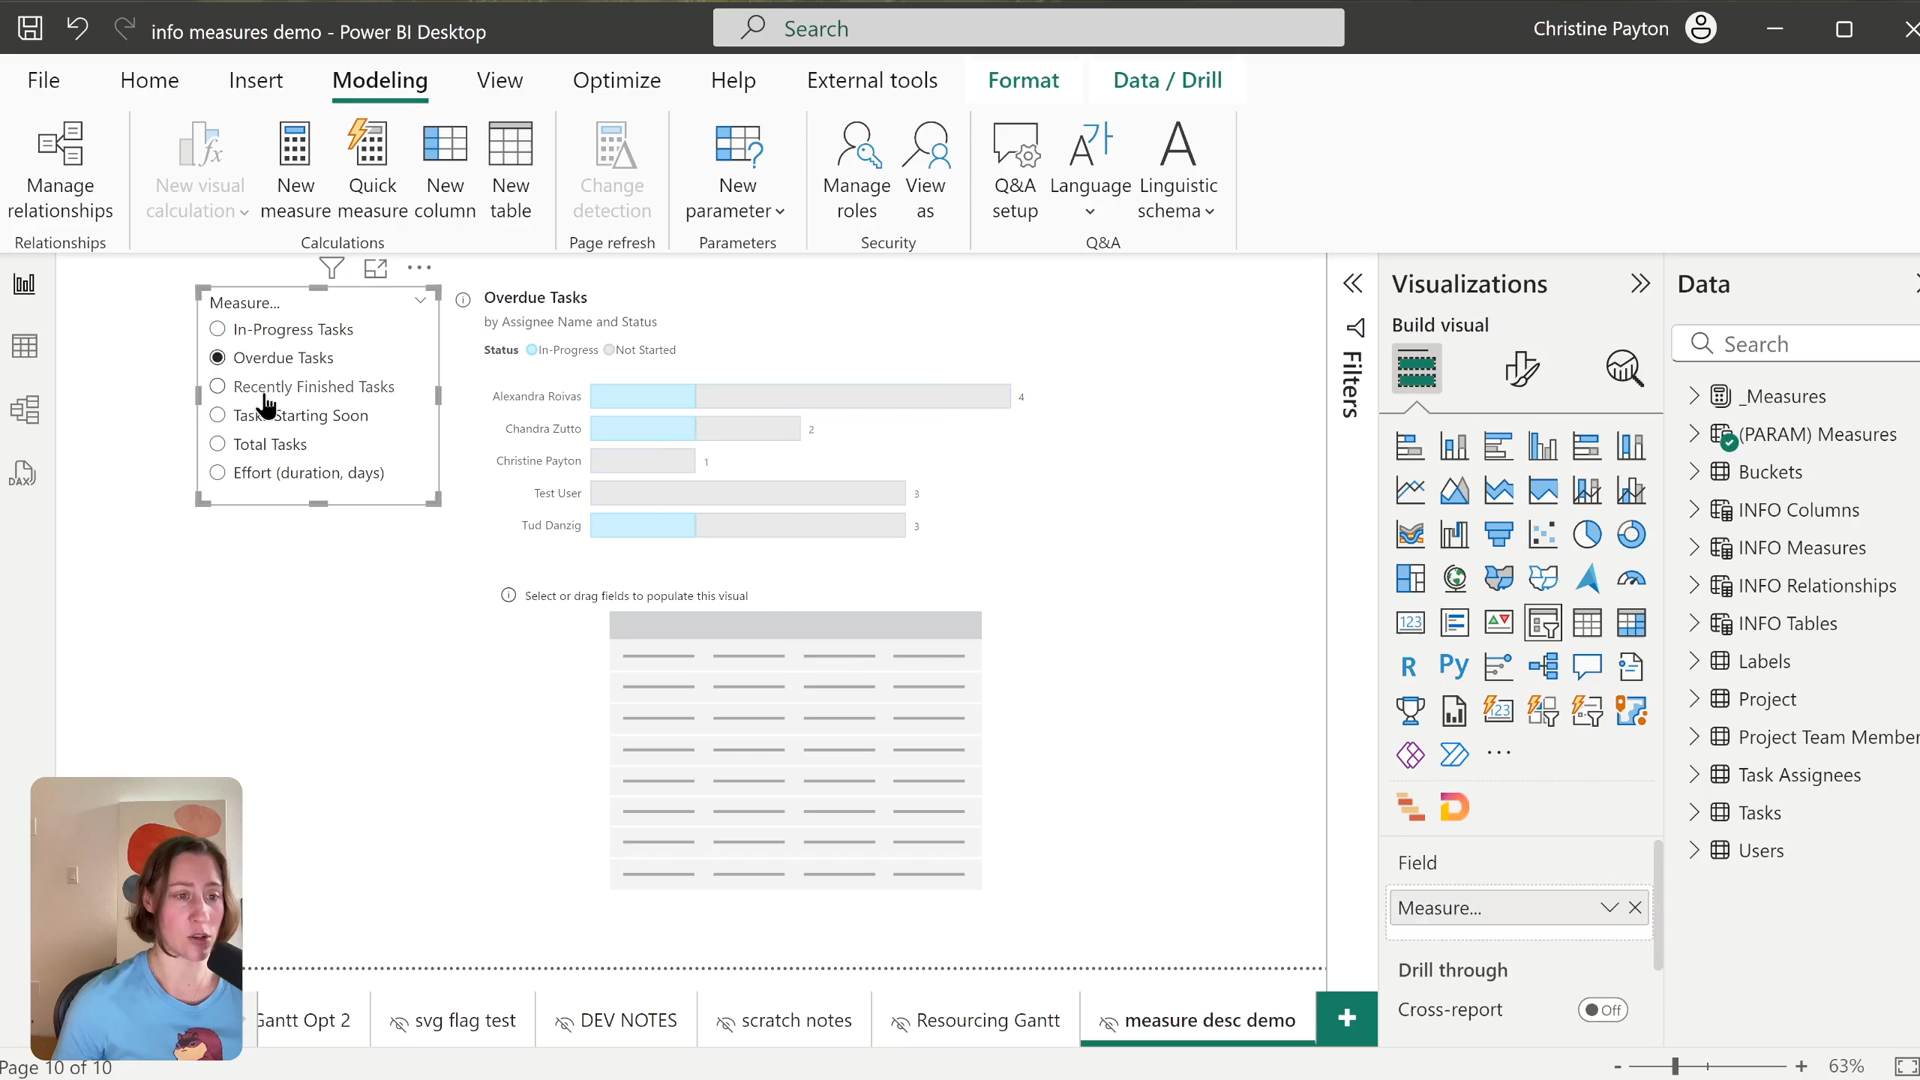 info measures demo - Power BI Desktop
Search
Christine Payton
File
Home
Insert
Modeling
View
Optimize
Help
External tools
Format
Data / Drill
Manage
relationships
Relationships
New visual
calculation
New
measure
Quick
measure
New
column
New
table
Calculations
Change
detection
Page refresh
New
parameter
Parameters
Manage
roles
View
as
Security
Q&A
setup
Language
Linguistic
schema
Q&A
Measure...
In-Progress Tasks
Overdue Tasks
Recently Finished Tasks
Tasks Starting Soon
Total Tasks
Effort (duration, days)
Overdue Tasks
by Assignee Name and Status
Status In-Progress Not Started
Alexandra Roivas 4
Chandra Zutto 2
Christine Payton 1
Test User 3
Tud Danzig 3
Select or drag fields to populate this visual
Filters
Visualizations
Build visual
123
R
Py
123
Field
Measure...
Drill through
Cross-report
Off
Data
Search
_Measures
(PARAM) Measures
Buckets
INFO Columns
INFO Measures
INFO Relationships
INFO Tables
Labels
Project
Project Team Member
Task Assignees
Tasks
Users
DAX
Gantt Opt 2
svg flag test
DEV NOTES
scratch notes
Resourcing Gantt
measure desc demo
+
Page 10 of 10
- + 63%